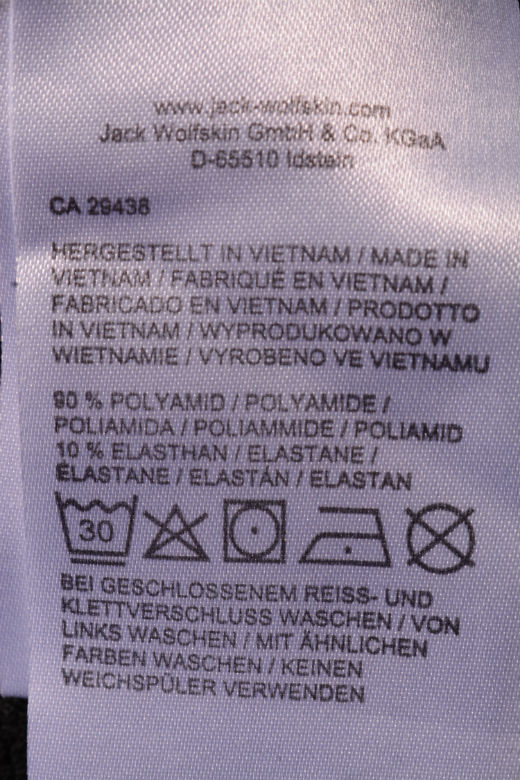 www.jack-wolfskin.com
Jack Wolfskin GmbH & Co. KGaA
D-65510 Idstein
CA 29438
HERGESTELLT IN VIETNAM / MADE IN
VIETNAM / FABRIQUÉ EN VIETNAM /
FABRICADO EN VIETNAM / PRODOTTO
IN VIETNAM / WYPRODUKOWANO W
WIETNAMIE / VYROBENO VE VIETNAMU
90 % POLYAMID / POLYAMIDE /
POLIAMIDA / POLIAMMIDE / POLIAMID
10 % ELASTHAN / ELASTANE /
ÉLASTANE / ELASTÁN / ELASTAN
30
BEI GESCHLOSSENEM REISS- UND
KLETTVERSCHLUSS WASCHEN / VON
LINKS WASCHEN / MIT ÄHNLICHEN
FARBEN WASCHEN / KEINEN
WEICHSPÜLER VERWENDEN